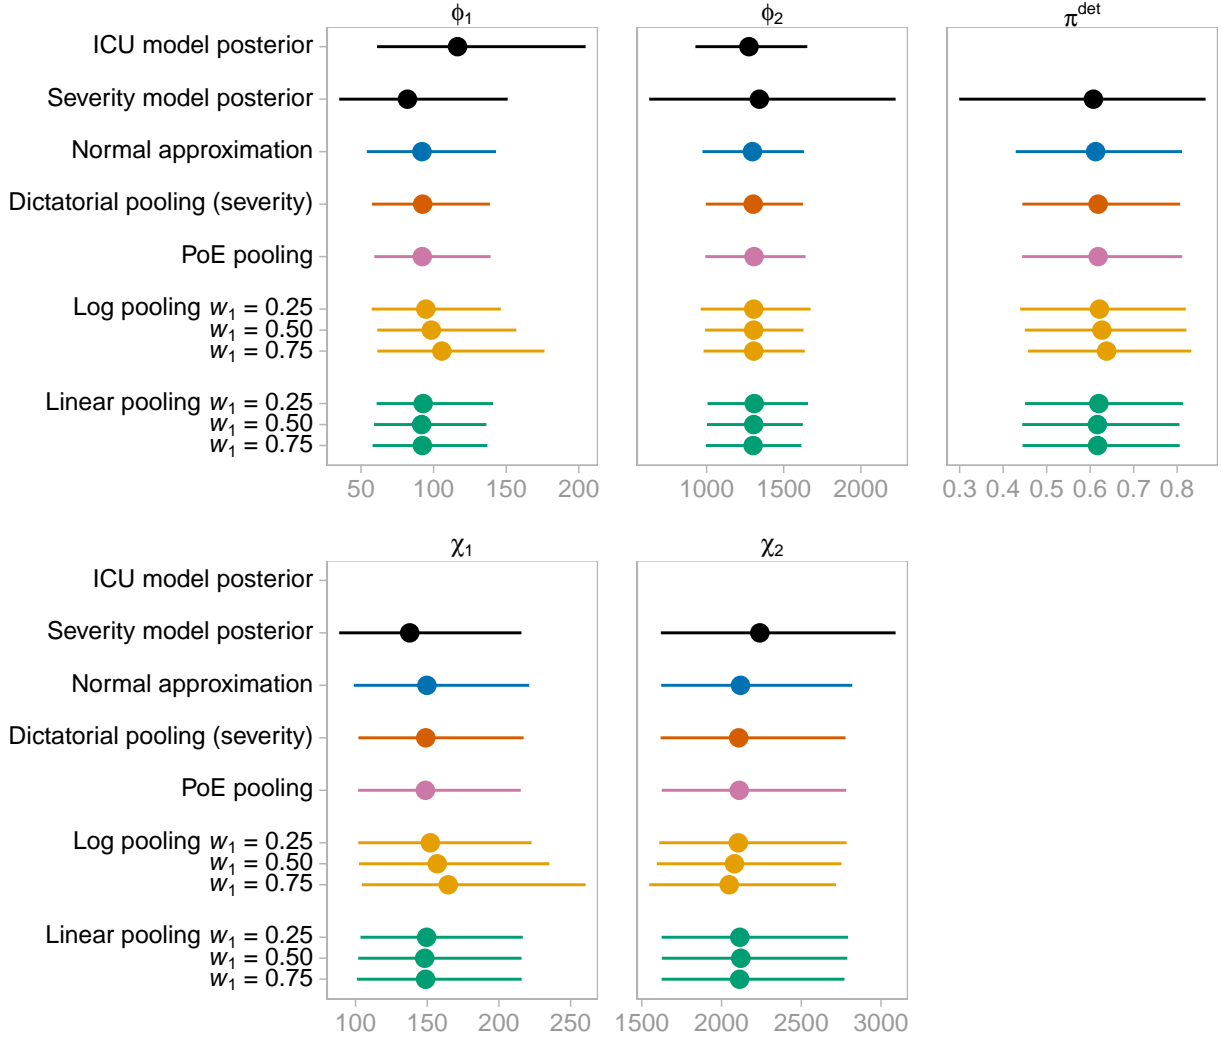 ϕ₁ ϕ₂ π^det
ICU model posterior
Severity model posterior
Normal approximation
Dictatorial pooling (severity)
PoE pooling
Log pooling w₁ = 0.25
w₁ = 0.50
w₁ = 0.75
Linear pooling w₁ = 0.25
w₁ = 0.50
w₁ = 0.75
50 100 150 200 1000 1500 2000 0.3 0.4 0.5 0.6 0.7 0.8
χ₁ χ₂
ICU model posterior
Severity model posterior
Normal approximation
Dictatorial pooling (severity)
PoE pooling
Log pooling w₁ = 0.25
w₁ = 0.50
w₁ = 0.75
Linear pooling w₁ = 0.25
w₁ = 0.50
w₁ = 0.75
100 150 200 250 1500 2000 2500 3000